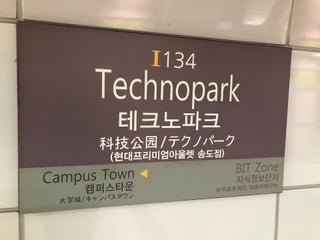 I134
Technopark
테크노파크
科技公园/テクノパーク
(현대프리미엄아울렛 송도점)
Campus Town ◀
캠퍼스타운
大学城/キャンパスタウン
BIT Zone
지식정보단지